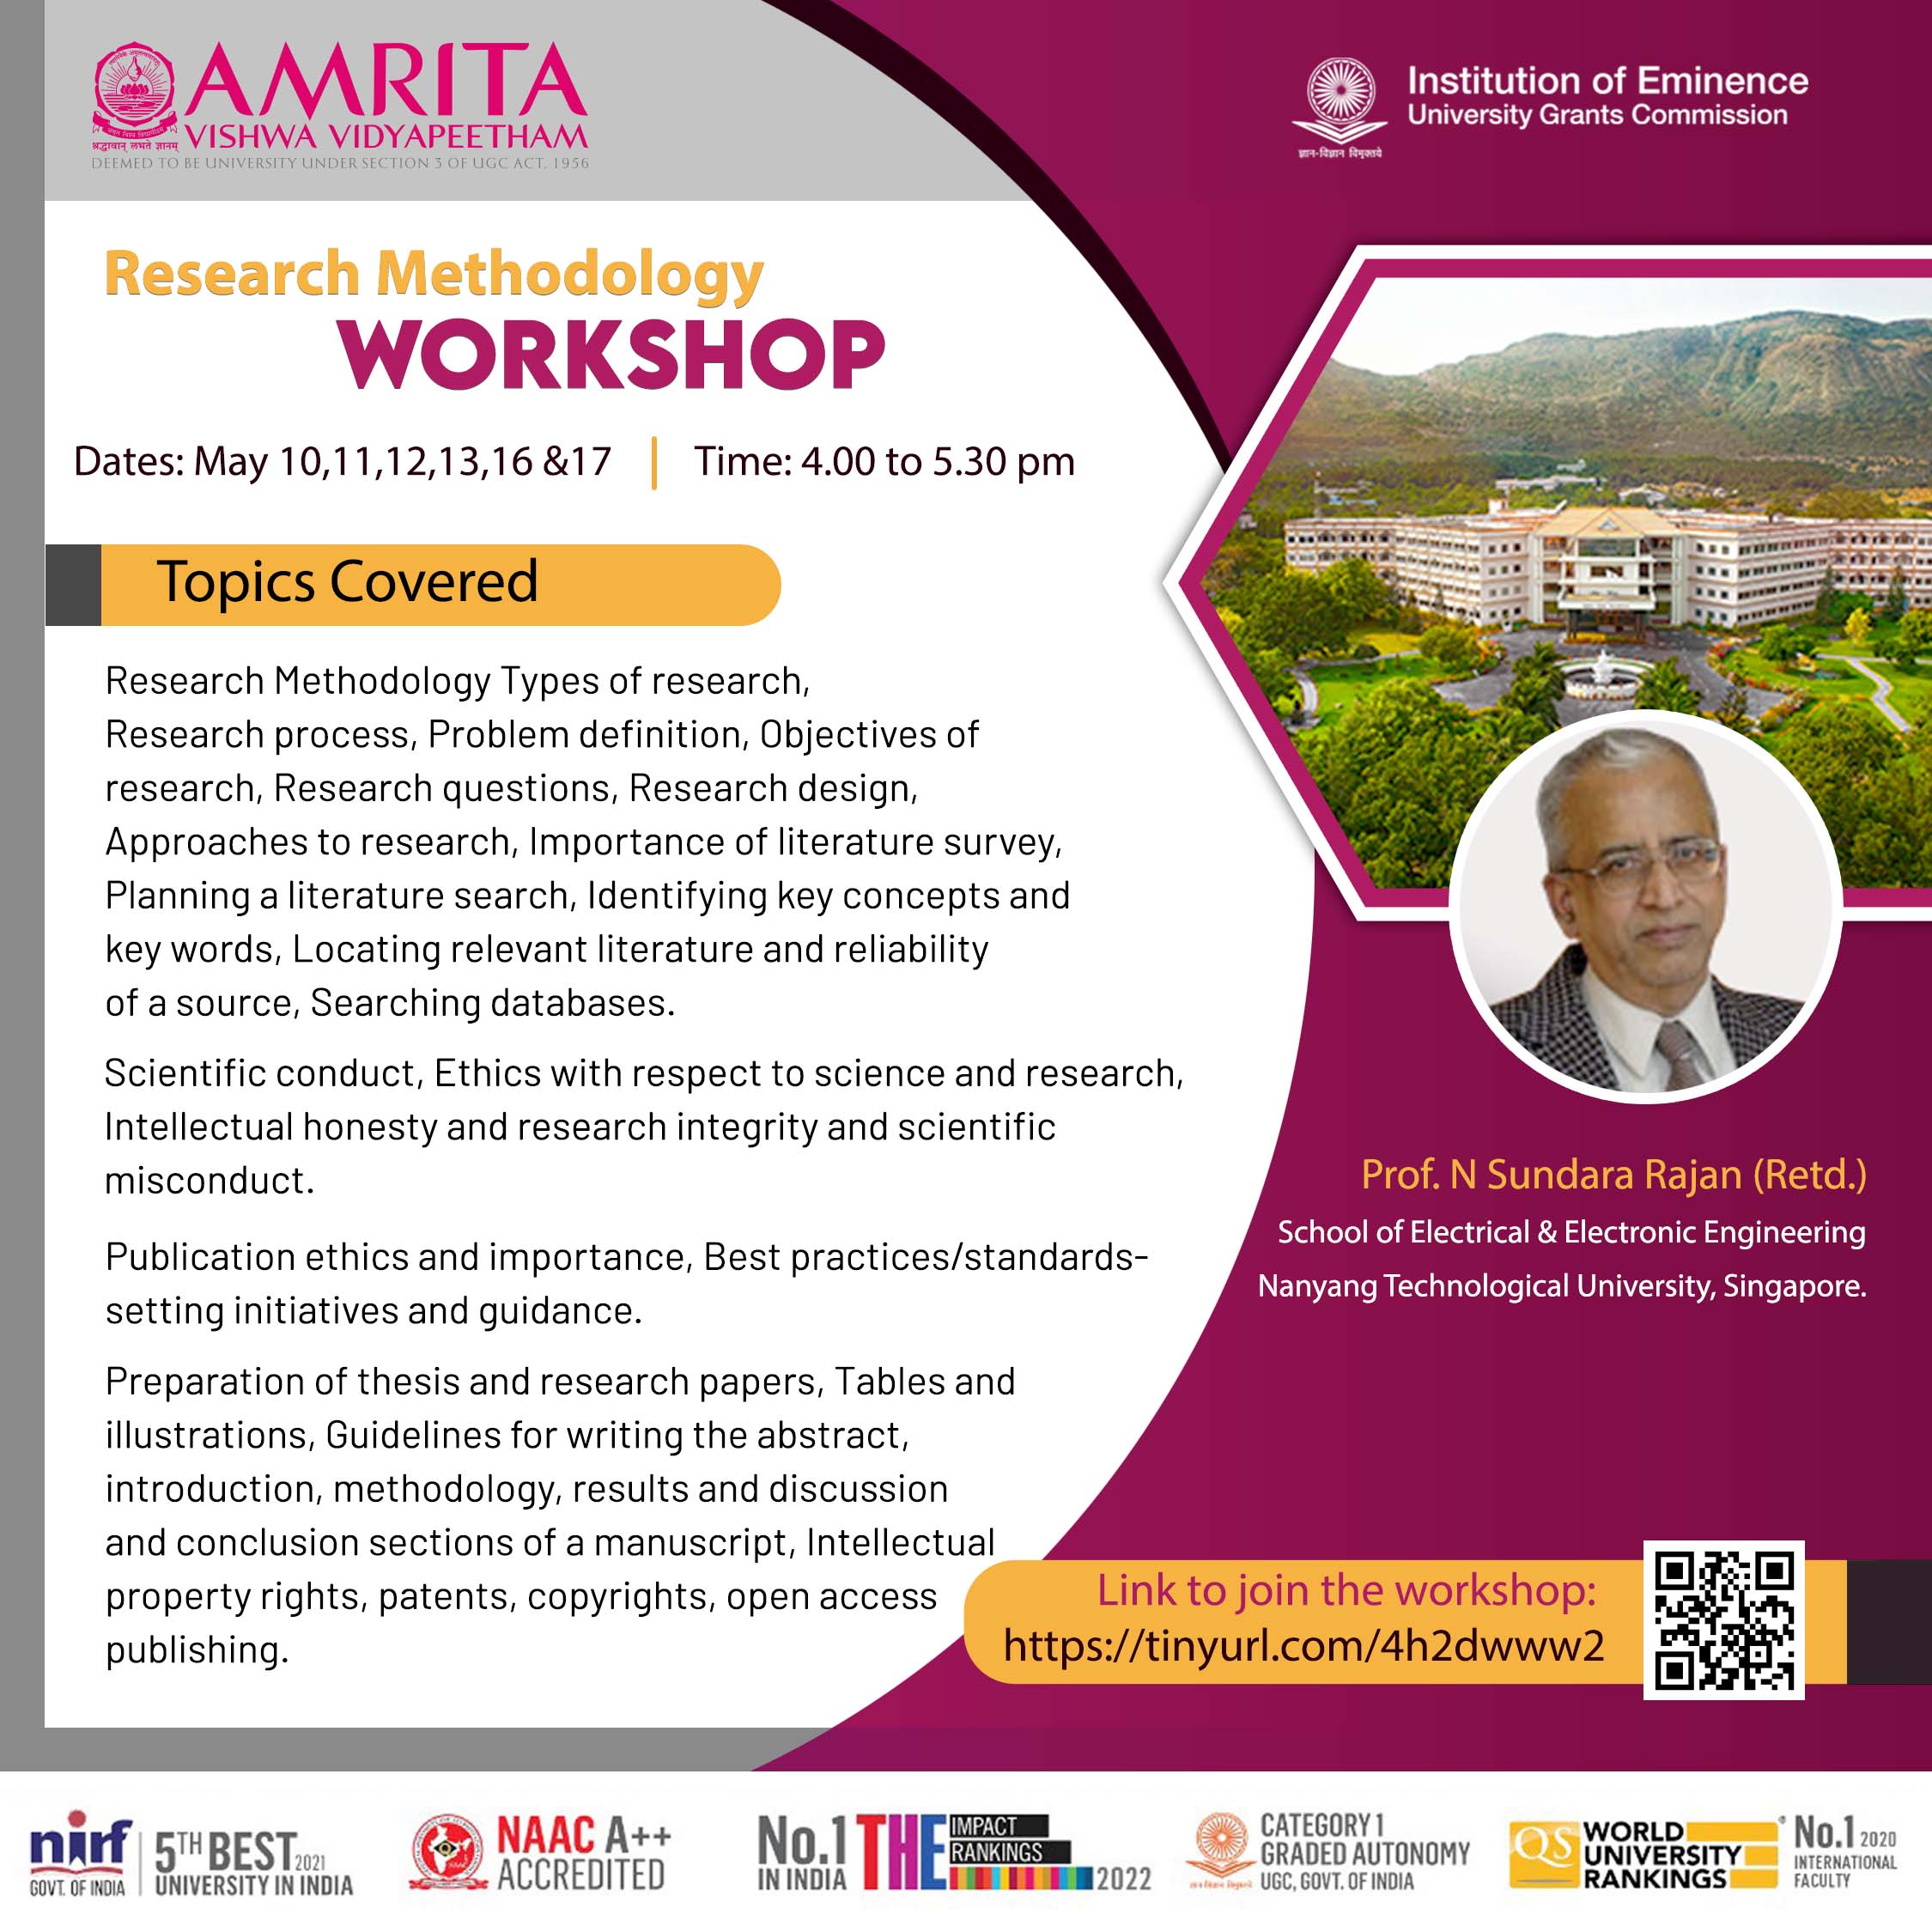 AMRITA
VISHWA VIDYAPEETHAM
श्रद्धावान् लभते ज्ञानम्
DEEMED TO BE UNIVERSITY UNDER SECTION 3 OF UGC ACT, 1956
Institution of Eminence
University Grants Commission
ज्ञान-विज्ञान विमुक्तये
Research Methodology
WORKSHOP
Dates: May 10,11,12,13,16 &17 | Time: 4.00 to 5.30 pm
Topics Covered
Research Methodology Types of research,
Research process, Problem definition, Objectives of
research, Research questions, Research design,
Approaches to research, Importance of literature survey,
Planning a literature search, Identifying key concepts and
key words, Locating relevant literature and reliability
of a source, Searching databases.
Scientific conduct, Ethics with respect to science and research,
Intellectual honesty and research integrity and scientific
misconduct.
Publication ethics and importance, Best practices/standards-
setting initiatives and guidance.
Preparation of thesis and research papers, Tables and
illustrations, Guidelines for writing the abstract,
introduction, methodology, results and discussion
and conclusion sections of a manuscript, Intellectual
property rights, patents, copyrights, open access
publishing.
Prof. N Sundara Rajan (Retd.)
School of Electrical & Electronic Engineering
Nanyang Technological University, Singapore.
Link to join the workshop:
https://tinyurl.com/4h2dwww2
nirf
GOVT. OF INDIA
5TH BEST 2021
UNIVERSITY IN INDIA
NAAC A++
ACCREDITED
No.1
IN INDIA
THE
IMPACT
RANKINGS
2022
CATEGORY 1
GRADED AUTONOMY
UGC, GOVT. OF INDIA
QS
WORLD
UNIVERSITY
RANKINGS
No.1 2020
INTERNATIONAL
FACULTY